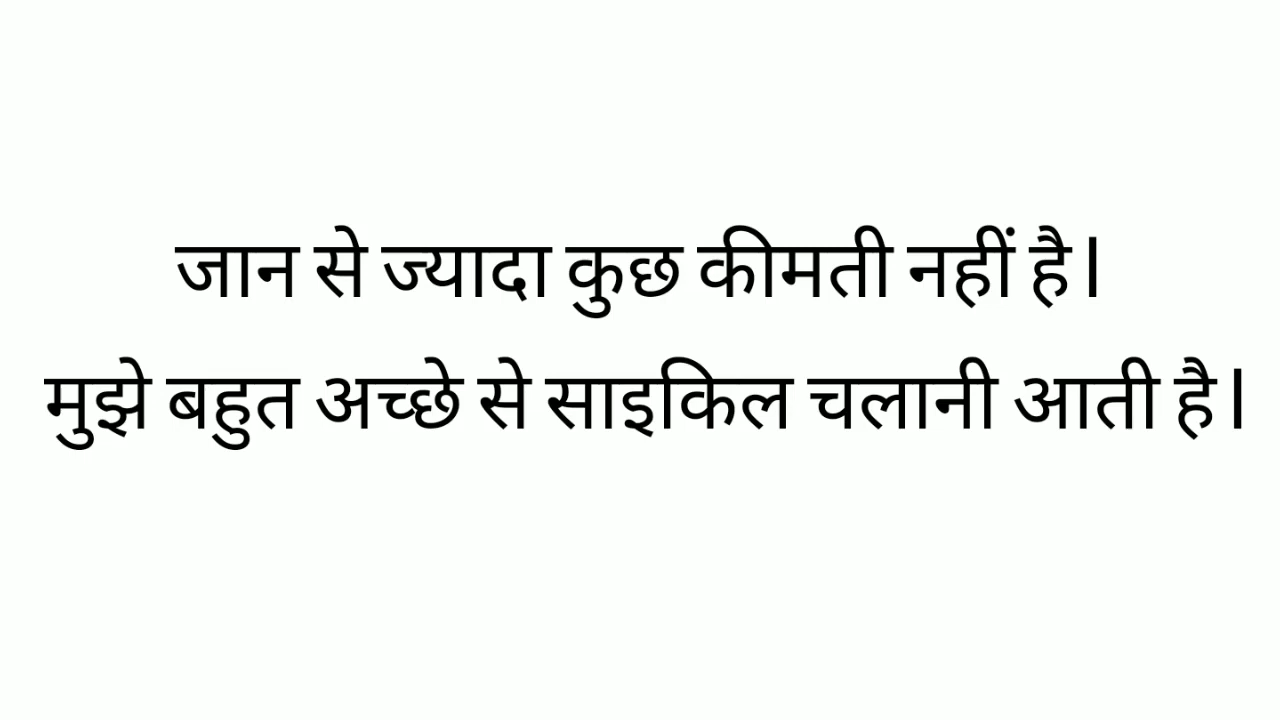 जान से ज्यादा कुछ कीमती नहीं है।
मुझे बहुत अच्छे से साइकिल चलानी आती है।